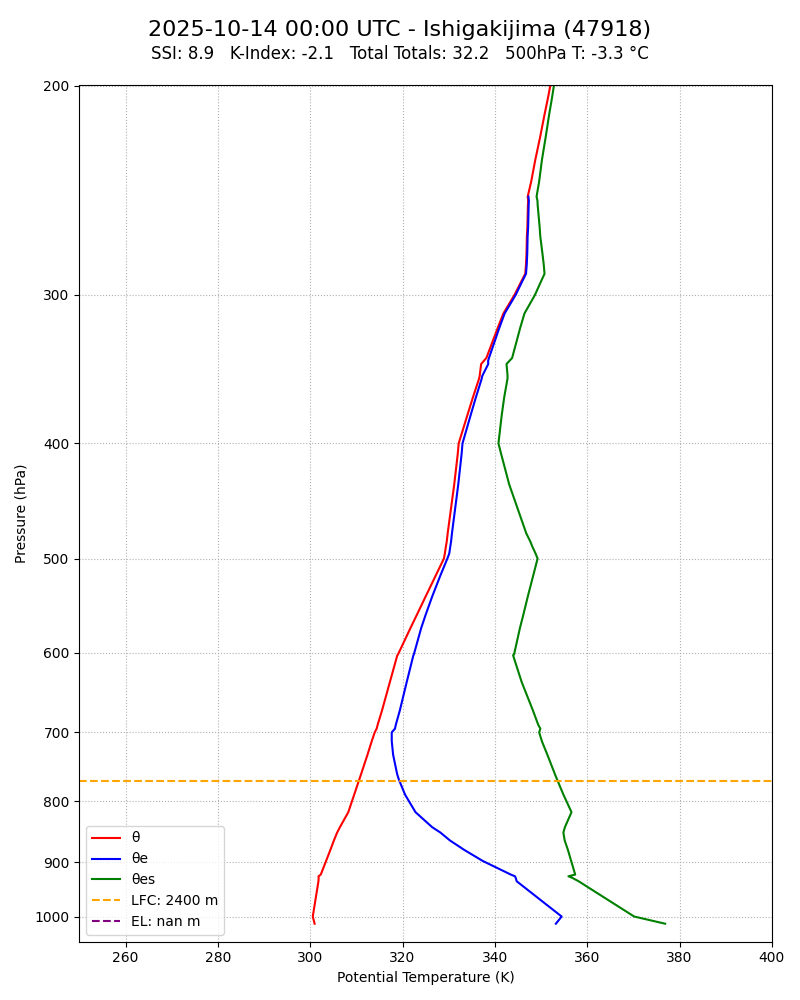 2025-10-14 00:00 UTC - Ishigakijima (47918)
SSI: 8.9   K-Index: -2.1   Total Totals: 32.2   500hPa T: -3.3 °C
200
300
400
500
600
700
800
900
1000
Pressure (hPa)
θ
θe
θes
LFC: 2400 m
EL: nan m
260
280
300
320
340
360
380
400
Potential Temperature (K)